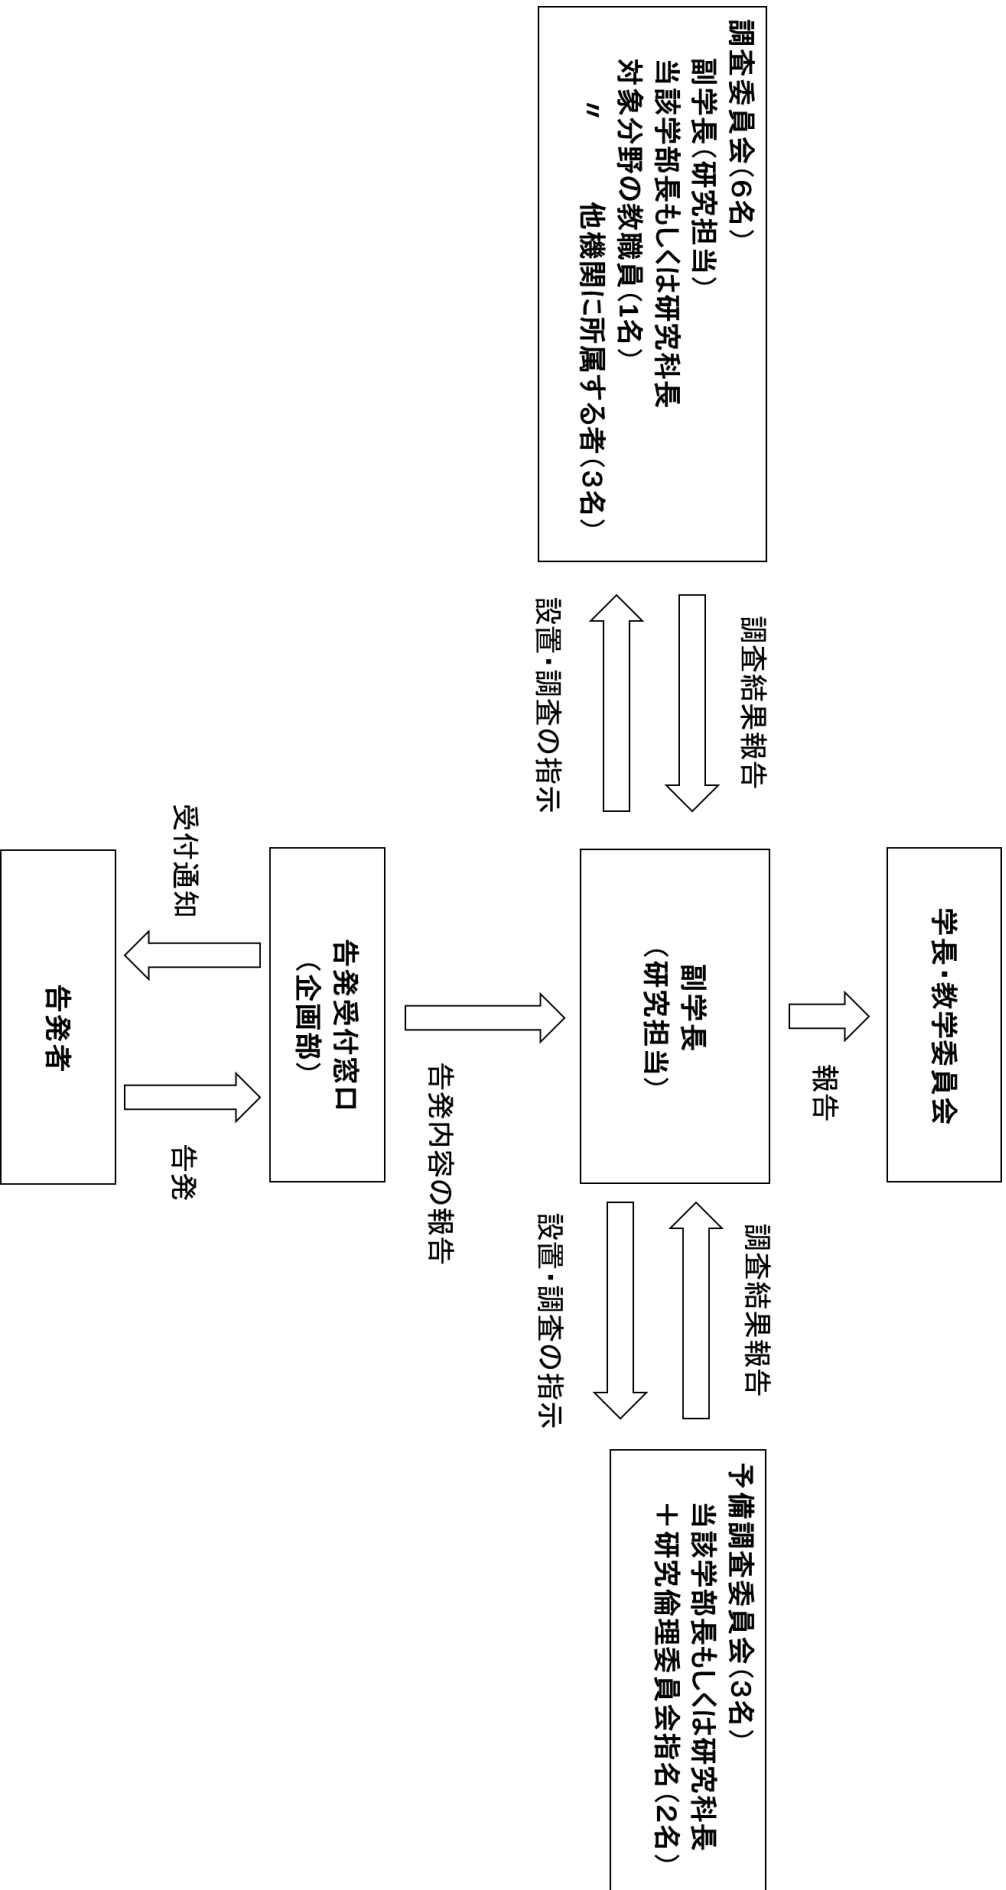 学長・教学委員会
報告
調査委員会（6名）
副学長（研究担当）
当該学部長もしくは研究科長
対象分野の教職員（1名）
〃　　他機関に所属する者（3名）
調査結果報告
設置・調査の指示
副学長
（研究担当）
調査結果報告
設置・調査の指示
予備調査委員会（3名）
当該学部長もしくは研究科長
＋研究倫理委員会指名（2名）
告発内容の報告
告発受付窓口
（企画部）
受付通知
告発
告発者